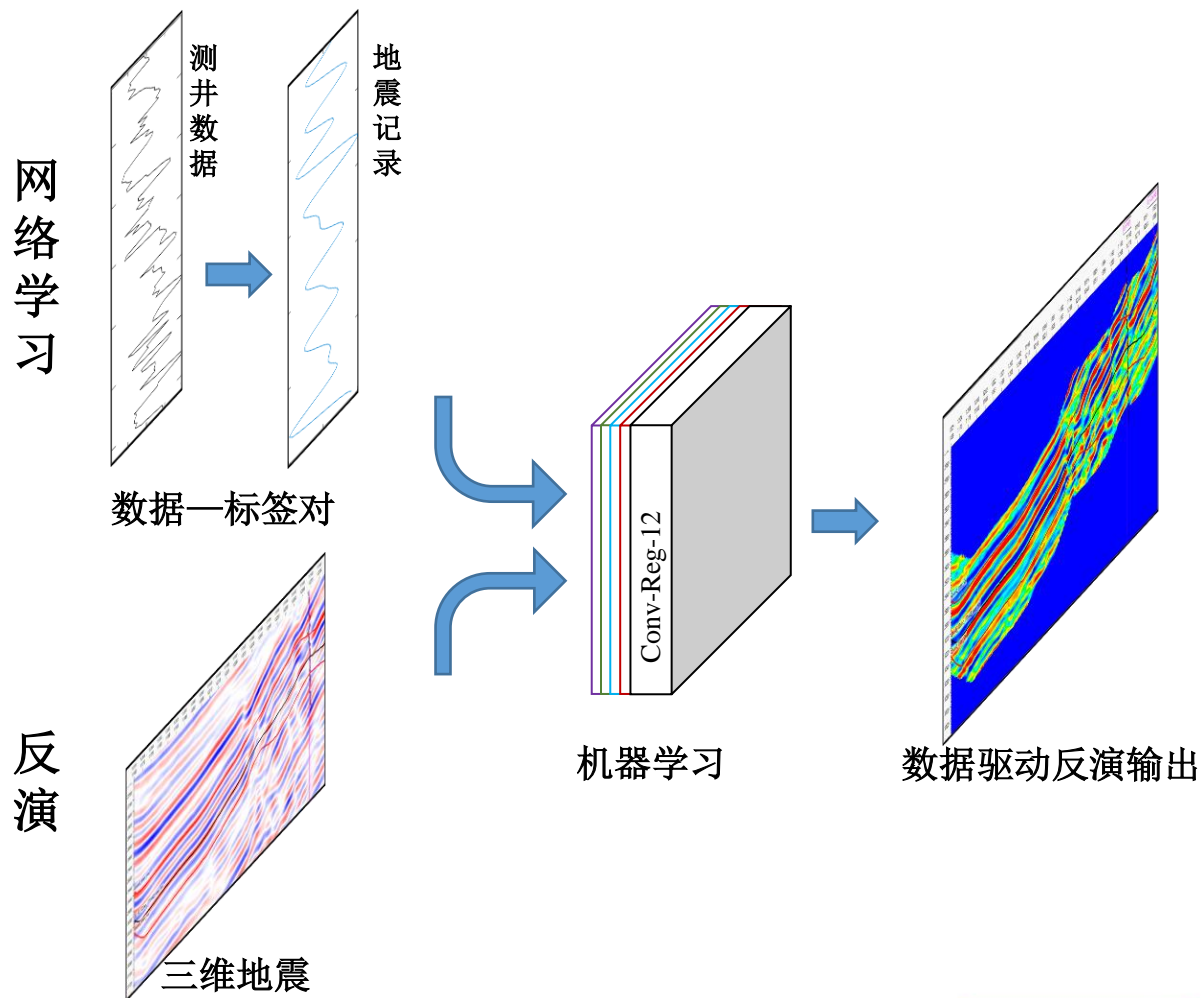 网络学习
测井数据
地震记录
数据—标签对
Conv-Reg-12
机器学习
数据驱动反演输出
反演
三维地震